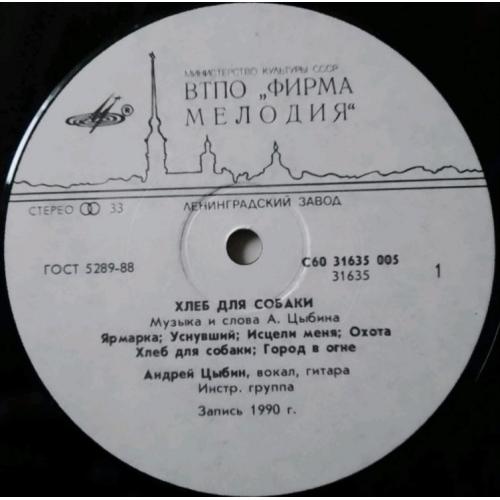 МИНИСТЕРСТВО КУЛЬТУРЫ СССР
ВТПО „ФИРМА
МЕЛОДИЯ“
®
СТЕРЕО 33
ЛЕНИНГРАДСКИЙ ЗАВОД
ГОСТ 5289-88
С60 31635 005
31635
1
ХЛЕБ ДЛЯ СОБАКИ
Музыка и слова А. Цыбина
Ярмарка; Уснувший; Исцели меня; Охота
Хлеб для собаки; Город в огне
Андрей Цыбин, вокал, гитара
Инстр. группа
Запись 1990 г.